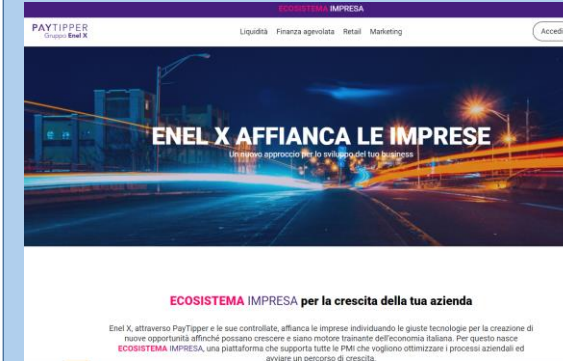 ECOSISTEMA IMPRESA
PAYTIPPER
Gruppo Enel X
Liquidità Finanza agevolata Retail Marketing
Accedi
ENEL X AFFIANCA LE IMPRESE
Un nuovo approccio per lo sviluppo del tuo business
ECOSISTEMA IMPRESA per la crescita della tua azienda
Enel X, attraverso PayTipper e le sue controllate, affianca le imprese individuando le giuste tecnologie per la creazione di
nuove opportunità affinché possano crescere e siano motore trainante dell'economia italiana. Per questo nasce
ECOSISTEMA IMPRESA, una piattaforma che supporta tutte le PMI che vogliono ottimizzare i processi aziendali ed
avviare un percorso di crescita.